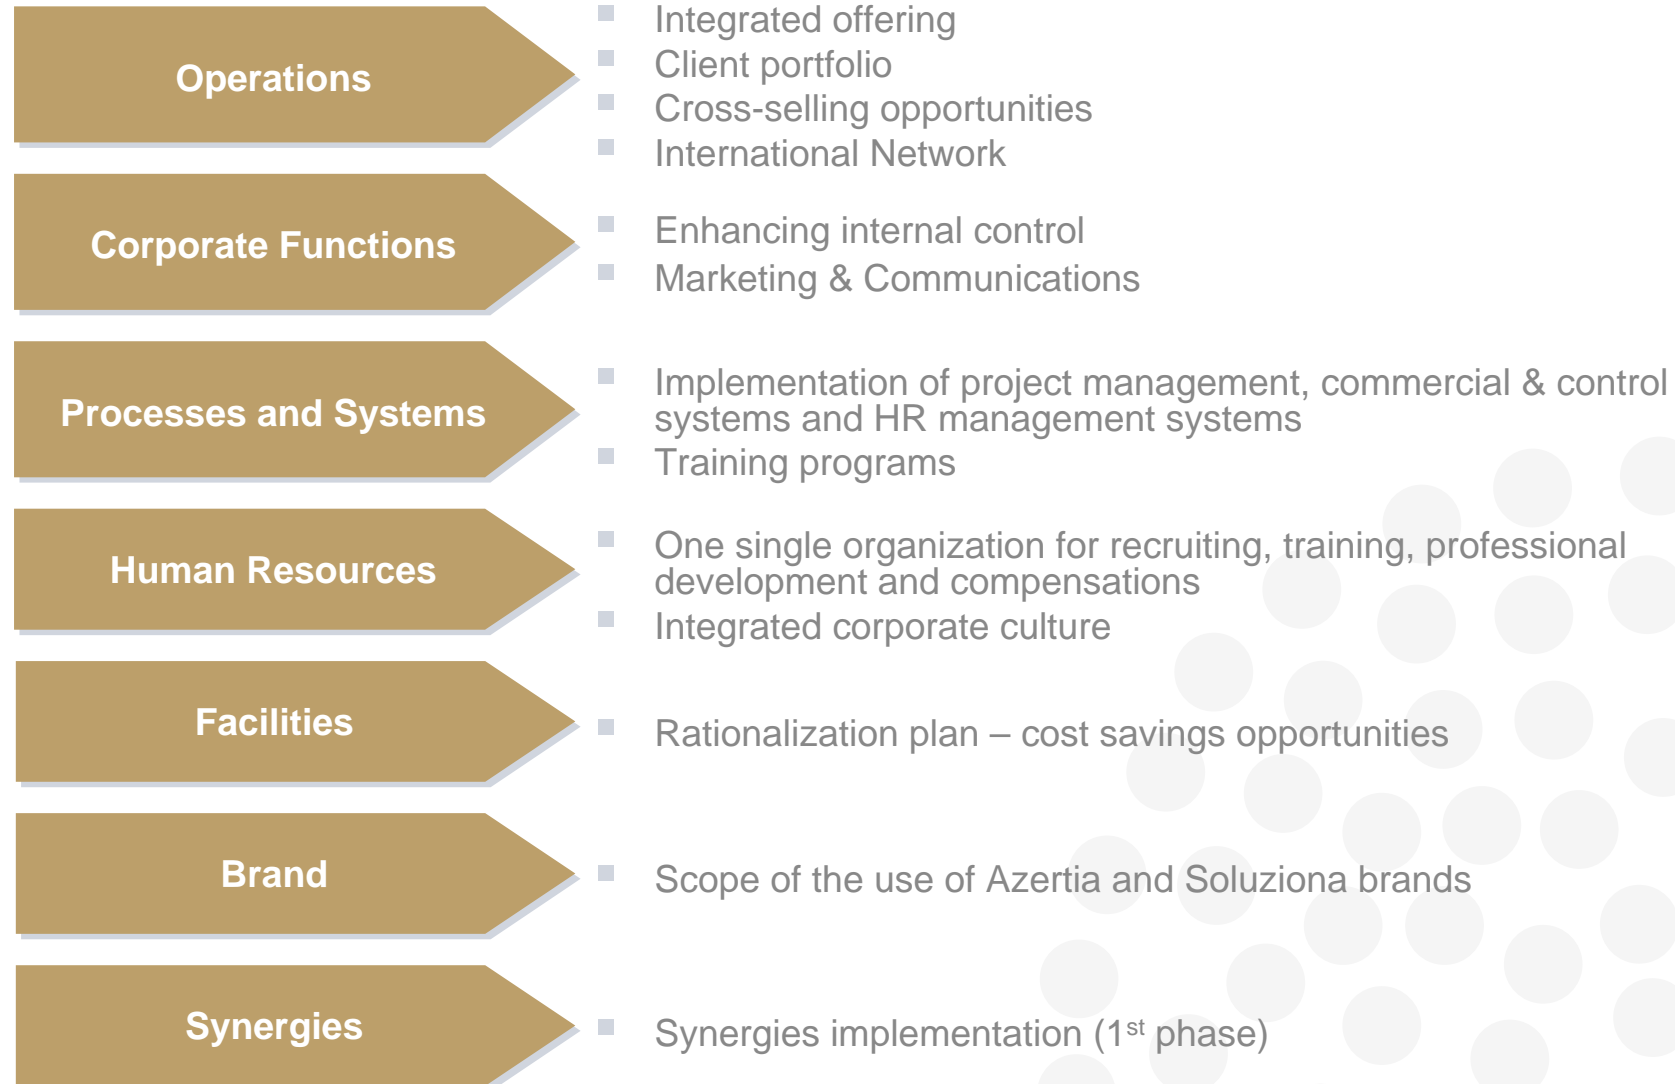 Operations
Integrated offering
Client portfolio
Cross-selling opportunities
International Network
Corporate Functions
Enhancing internal control
Marketing & Communications
Processes and Systems
Implementation of project management, commercial & control
systems and HR management systems
Training programs
Human Resources
One single organization for recruiting, training, professional
development and compensations
Integrated corporate culture
Facilities
Rationalization plan – cost savings opportunities
Brand
Scope of the use of Azertia and Soluziona brands
Synergies
Synergies implementation (1st phase)